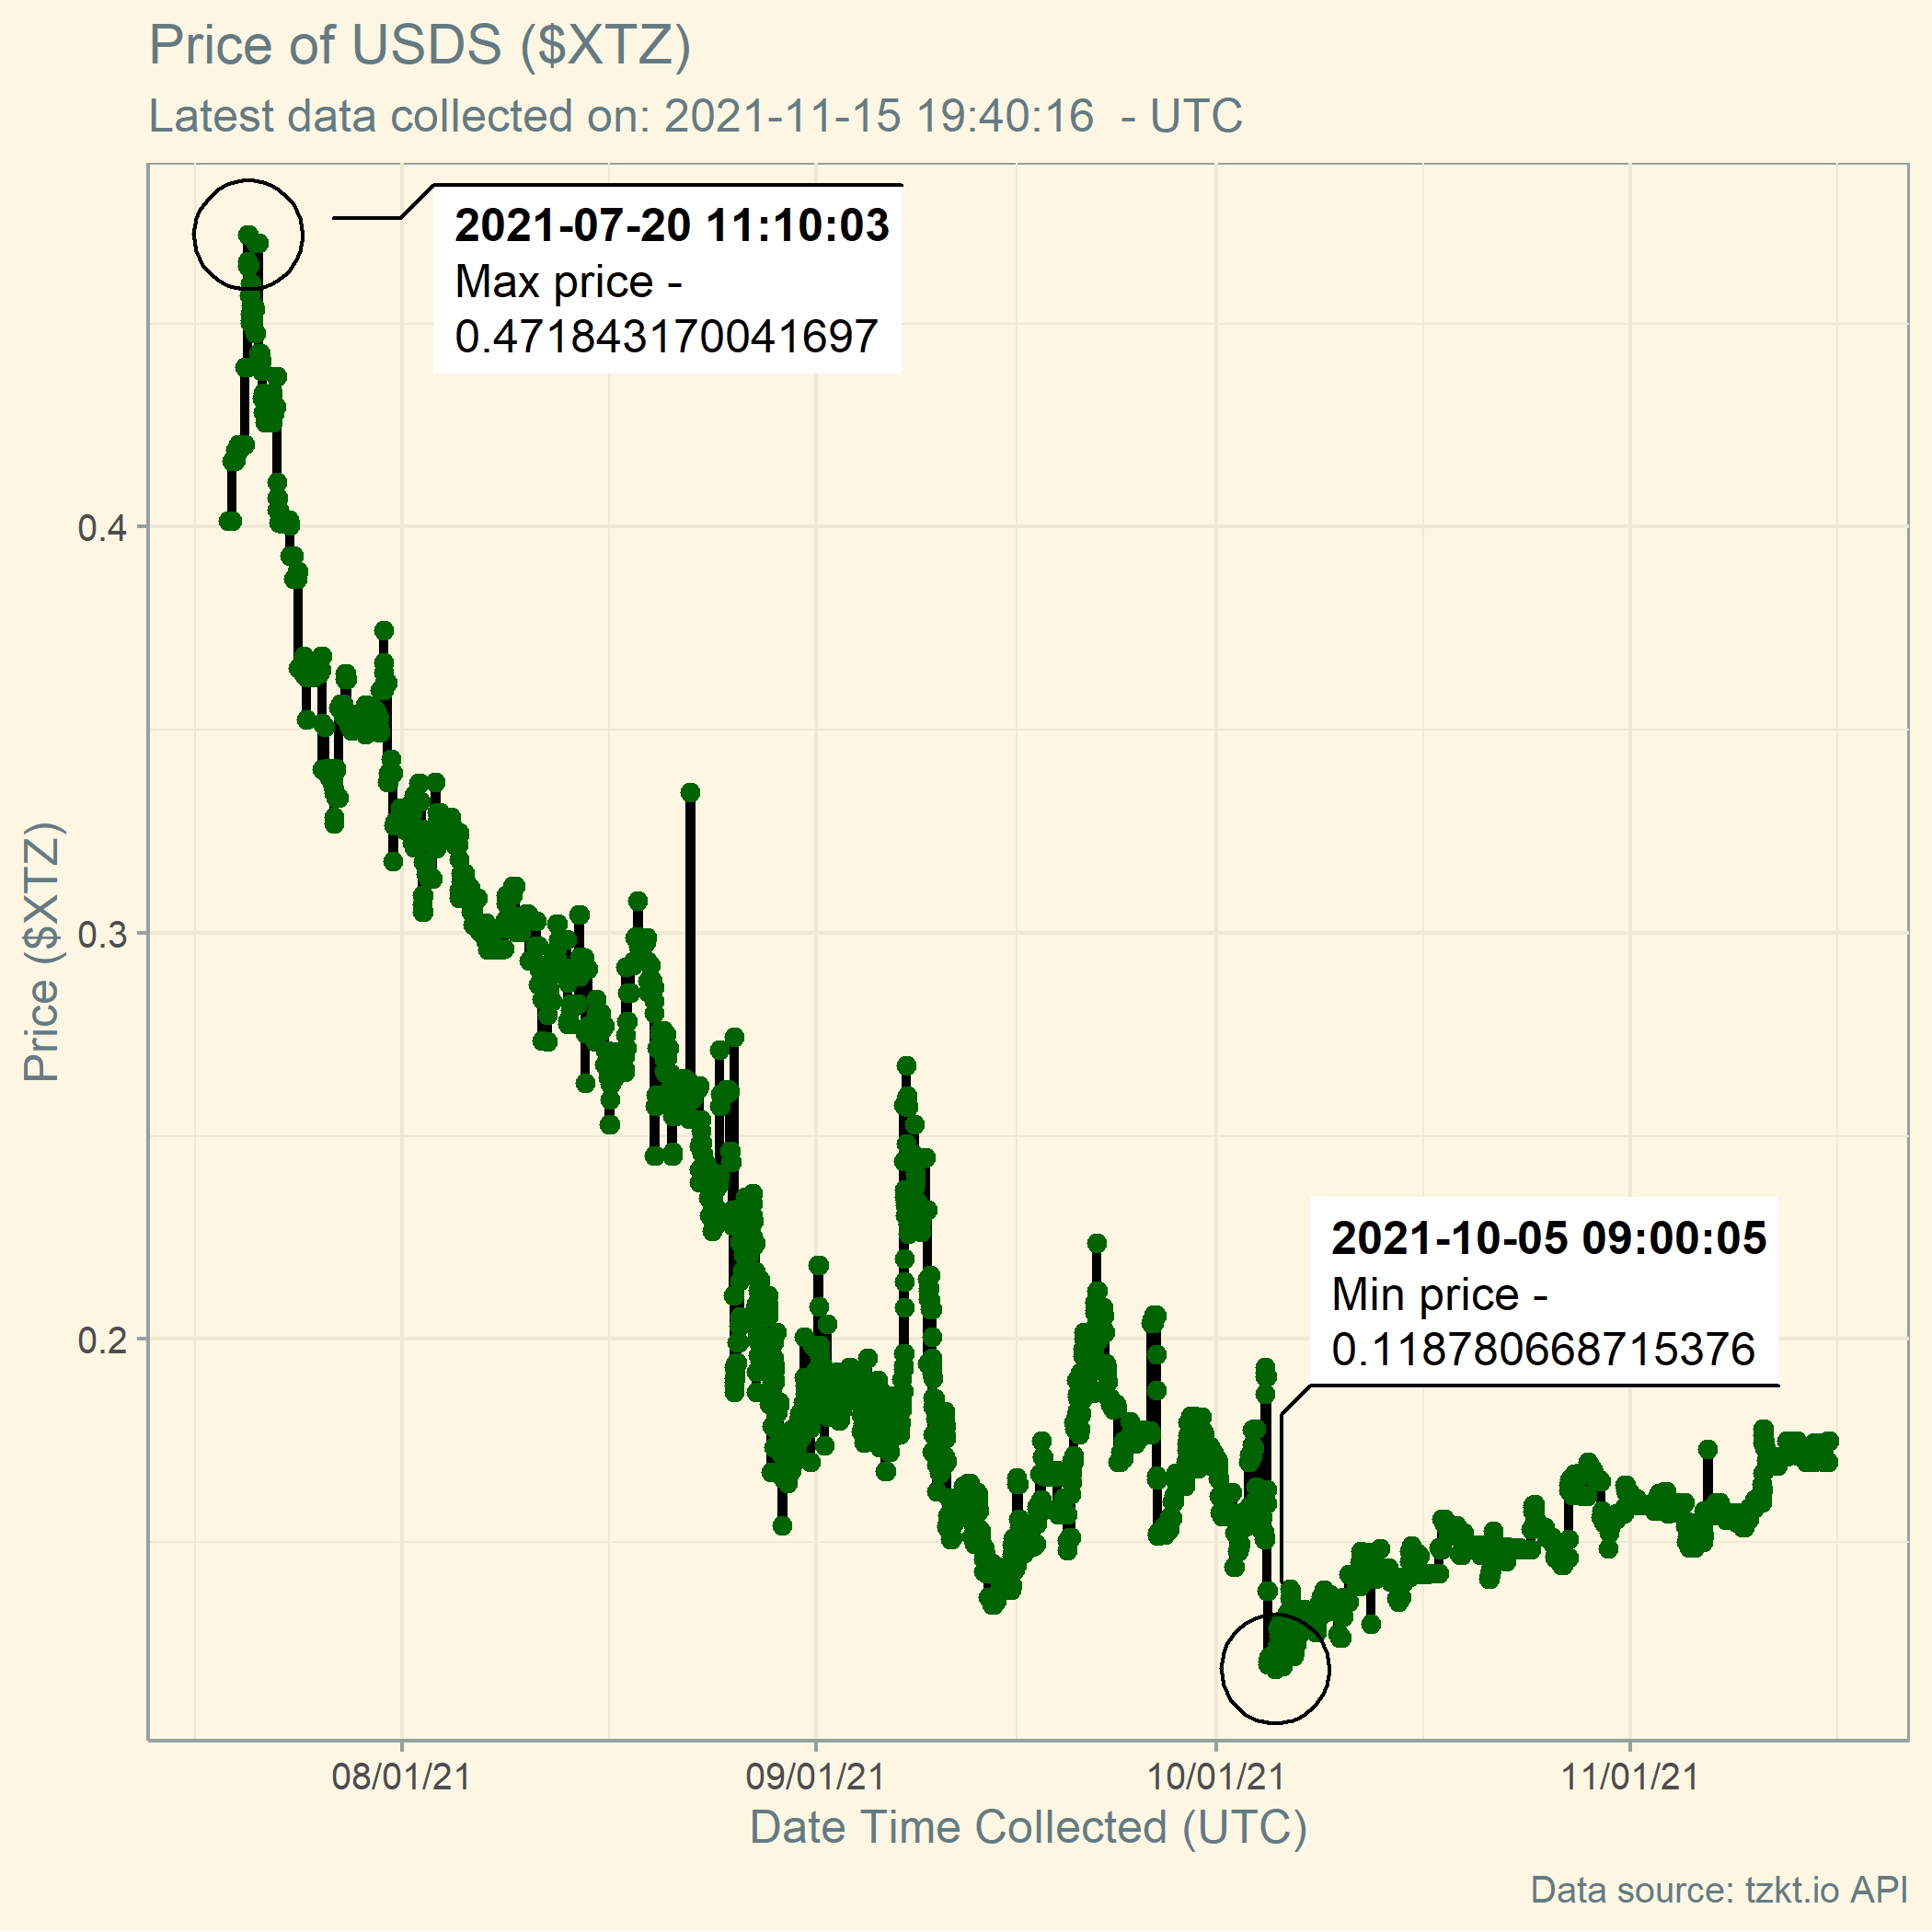 Price of USDS ($XTZ)
Latest data collected on: 2021-11-15 19:40:16  - UTC
2021-07-20 11:10:03
Max price -
0.471843170041697
0.4
0.3
0.2
Price ($XTZ)
2021-10-05 09:00:05
Min price -
0.118780668715376
08/01/21
09/01/21
10/01/21
11/01/21
Date Time Collected (UTC)
Data source: tzkt.io API